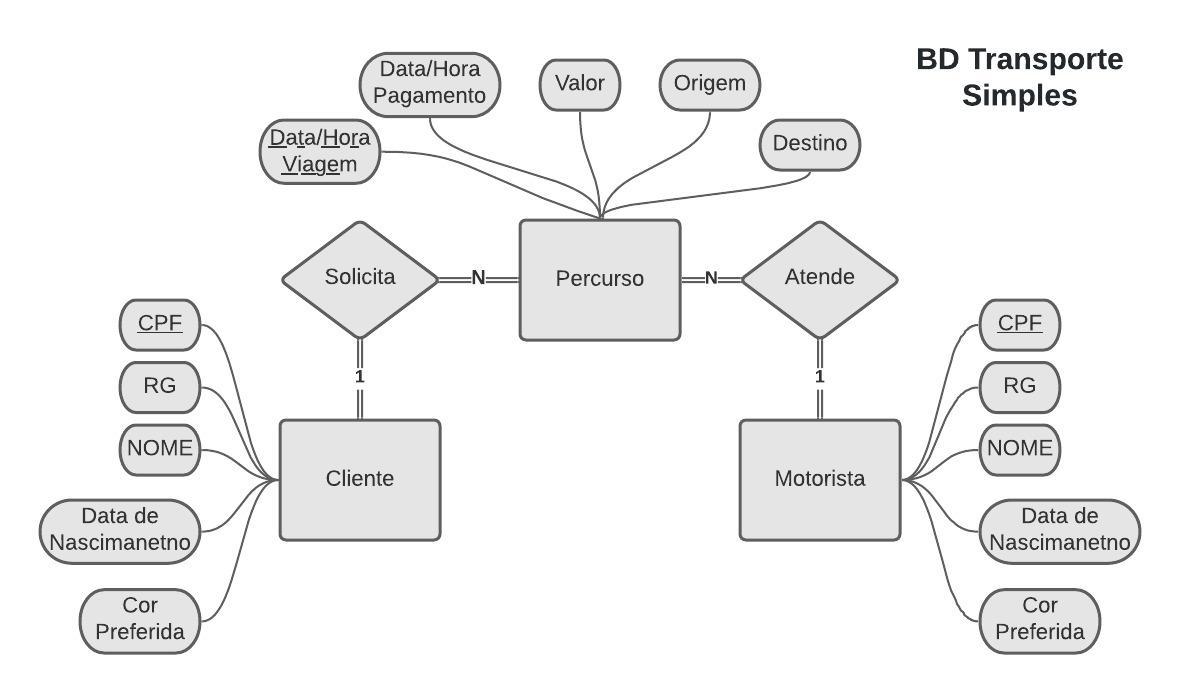 BD Transporte
Simples
Data/Hora
Pagamento
Valor
Origem
Data/Hora
Viagem
Destino
Solicita
N
Percurso
N
Atende
CPF
RG
NOME
Data de
Nascimanetno
Cor
Preferida
1
Cliente
1
Motorista
CPF
RG
NOME
Data de
Nascimanetno
Cor
Preferida